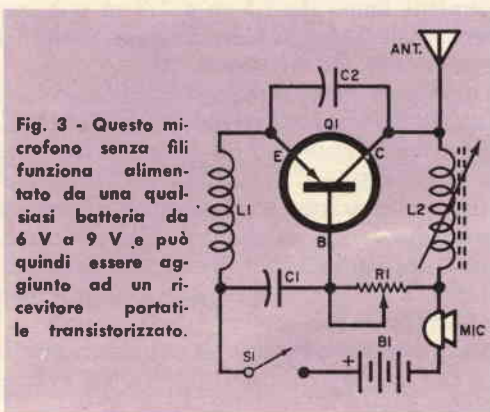 Fig. 3 - Questo mi-
crofono senza fili
funziona alimen-
tato da una qual-
siasi batteria da
6 V a 9 V e può
quindi essere ag-
giunto ad un ri-
cevitore portati-
le transistorizzato.
ANT.
C2
Q1
E
C
L1
L2
B
C1
R1
MIC
S1
+
B1